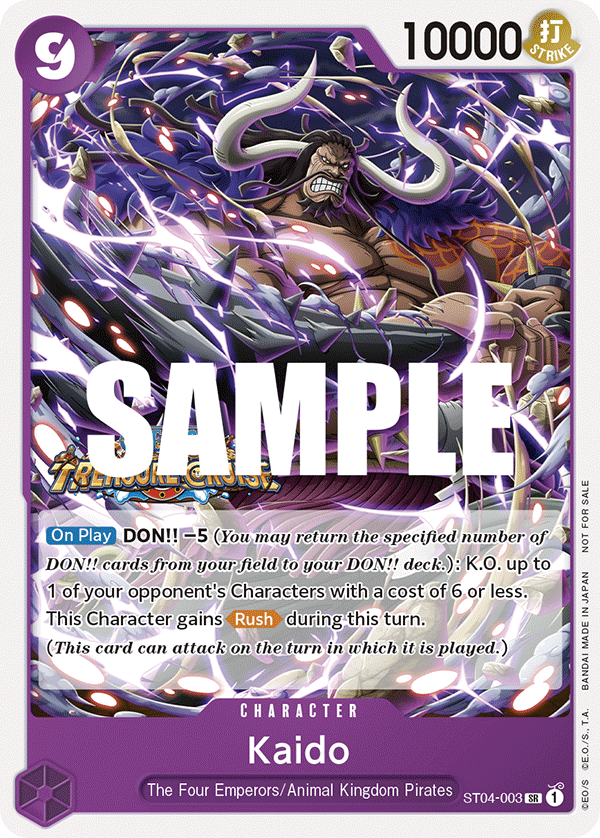 9
10000
打
STRIKE
SAMPLE
TREASURE CRUISE
On Play DON!! −5 (You may return the specified number of
DON!! cards from your field to your DON!! deck.): K.O. up to
1 of your opponent's Characters with a cost of 6 or less.
This Character gains Rush during this turn.
(This card can attack on the turn in which it is played.)
CHARACTER
Kaido
The Four Emperors/Animal Kingdom Pirates
ST04-003 SR 1
©EO/S ©E.O./S., T.A. BANDAI MADE IN JAPAN NOT FOR SALE